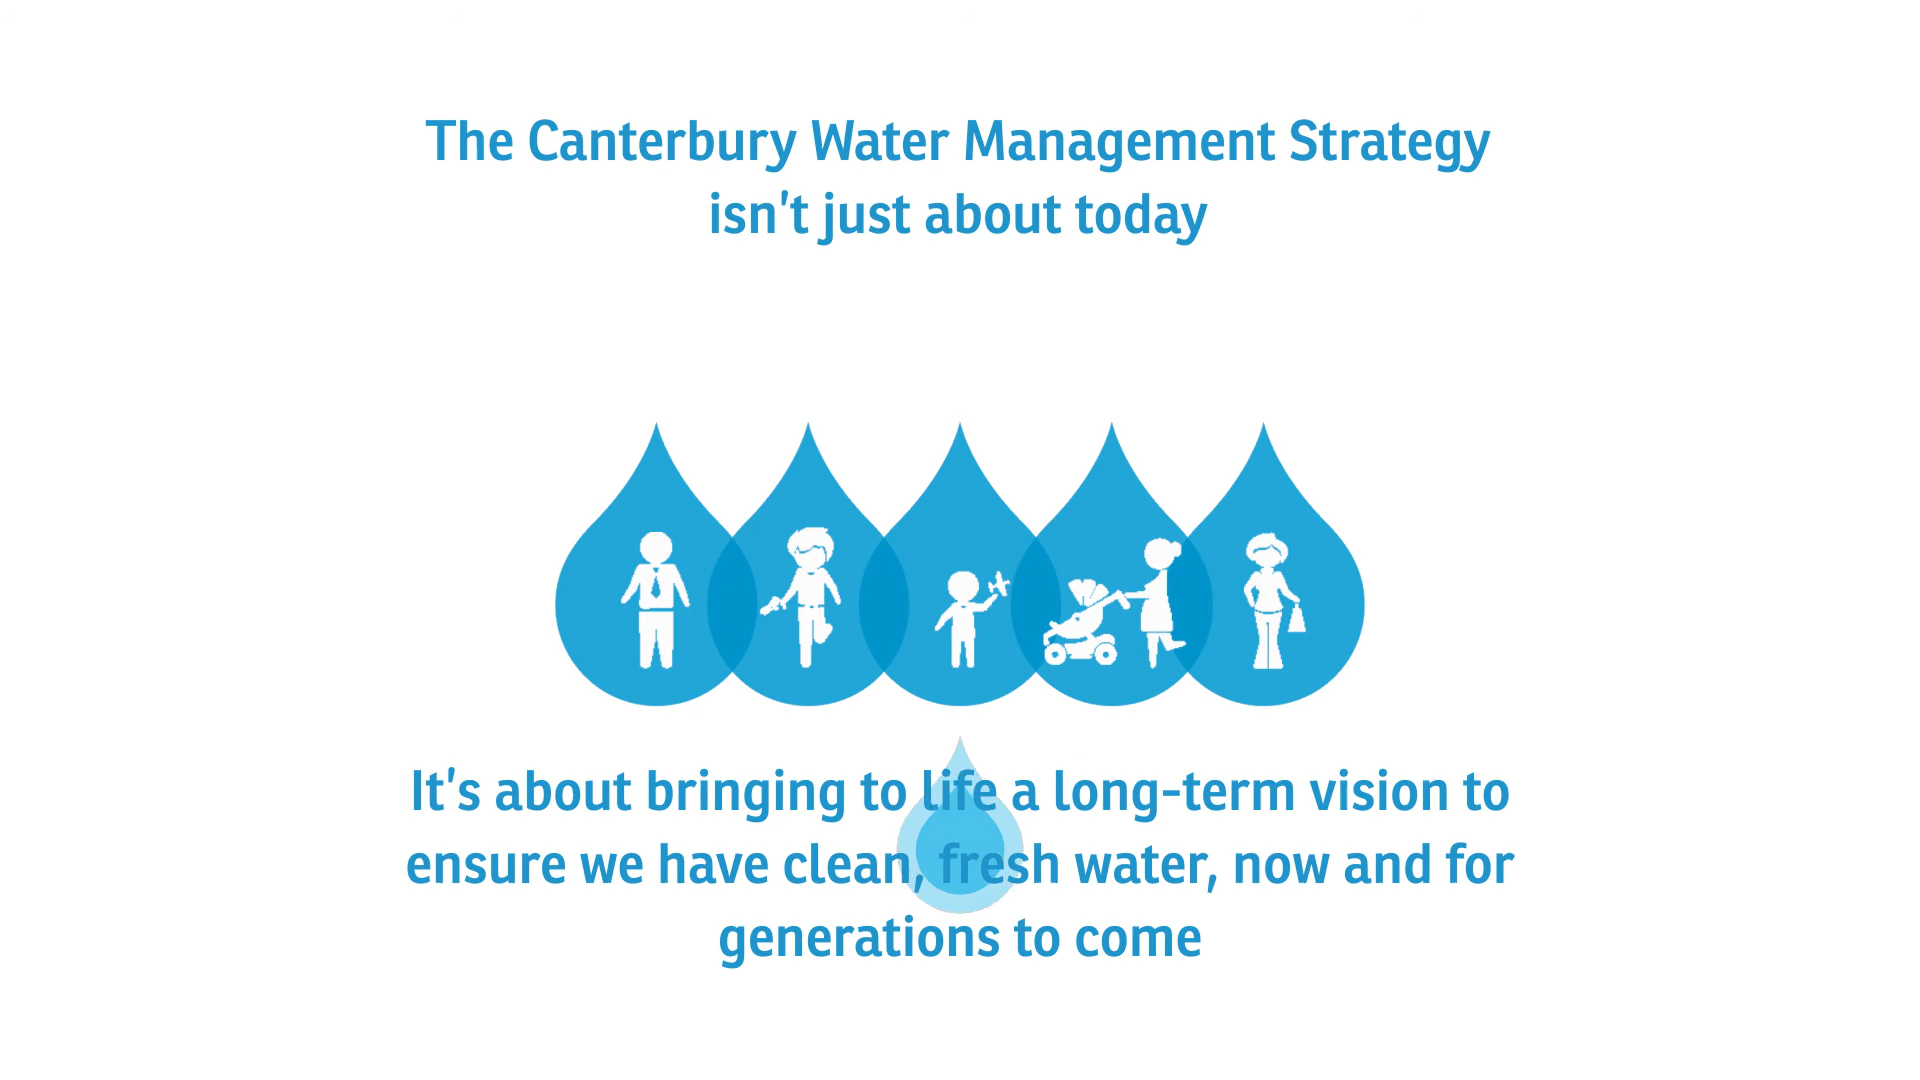 The Canterbury Water Management Strategy
isn't just about today
It's about bringing to life a long-term vision to
ensure we have clean, fresh water, now and for
generations to come